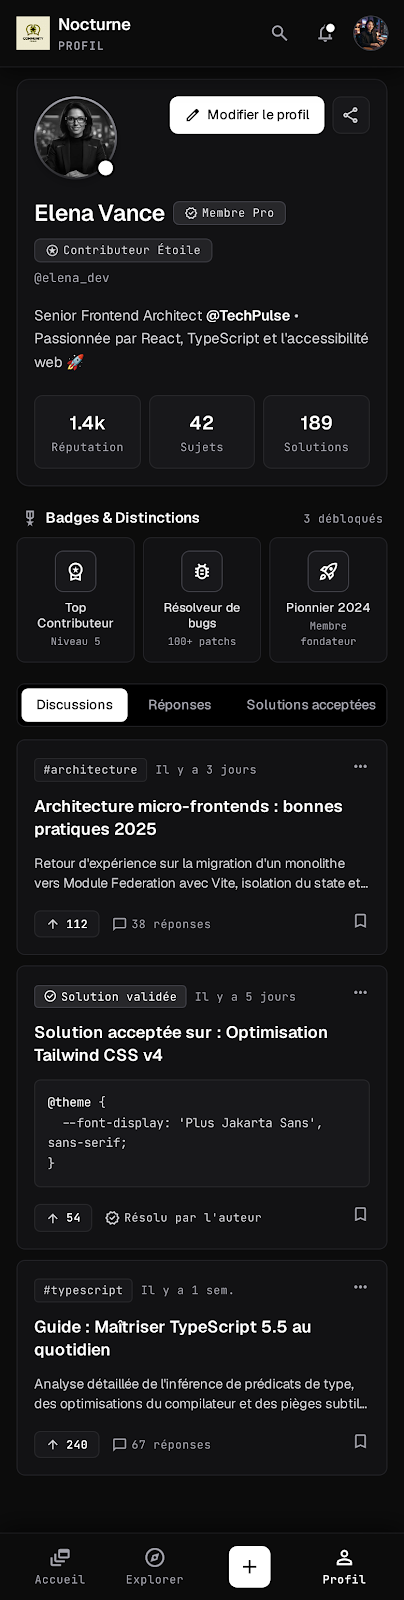 COMMUNITY
Nocturne
PROFIL
Modifier le profil
Elena Vance
Membre Pro
Contributeur Étoile
@elena_dev
Senior Frontend Architect @TechPulse •
Passionnée par React, TypeScript et l'accessibilité
web 🚀
1.4k
Réputation
42
Sujets
189
Solutions
Badges & Distinctions
3 débloqués
Top
Contributeur
Niveau 5
Résolveur de
bugs
100+ patchs
Pionnier 2024
Membre
fondateur
Discussions
Réponses
Solutions acceptées
#architecture
Il y a 3 jours
Architecture micro-frontends : bonnes
pratiques 2025
Retour d'expérience sur la migration d'un monolithe
vers Module Federation avec Vite, isolation du state et…
112
38 réponses
Solution validée
Il y a 5 jours
Solution acceptée sur : Optimisation
Tailwind CSS v4
@theme {
--font-display: 'Plus Jakarta Sans',
sans-serif;
}
54
Résolu par l'auteur
#typescript
Il y a 1 sem.
Guide : Maîtriser TypeScript 5.5 au
quotidien
Analyse détaillée de l'inférence de prédicats de type,
des optimisations du compilateur et des pièges subtil…
240
67 réponses
Accueil
Explorer
Profil